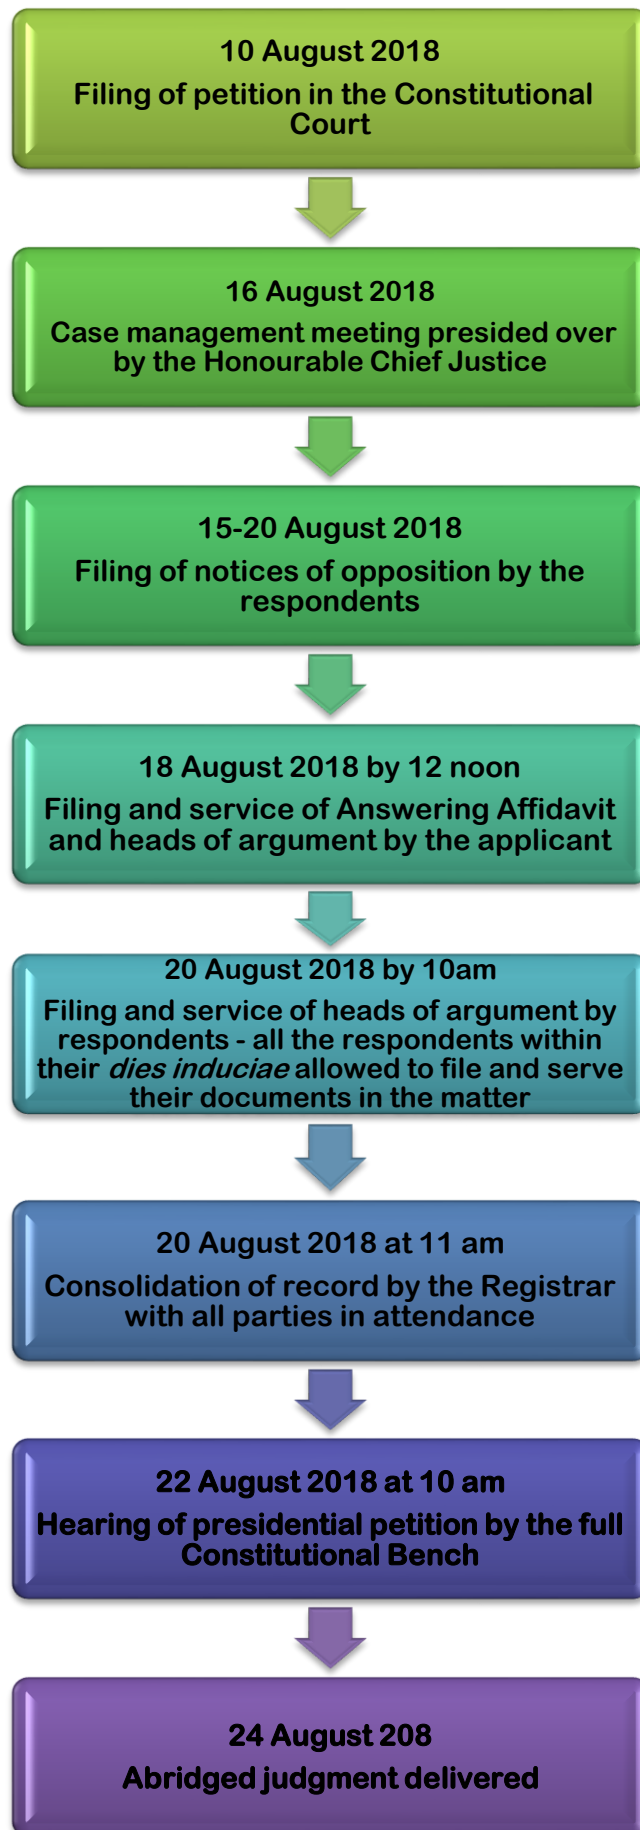 10 August 2018
Filing of petition in the Constitutional
Court
16 August 2018
Case management meeting presided over
by the Honourable Chief Justice
15-20 August 2018
Filing of notices of opposition by the
respondents
18 August 2018 by 12 noon
Filing and service of Answering Affidavit
and heads of argument by the applicant
20 August 2018 by 10am
Filing and service of heads of argument by
respondents - all the respondents within
their dies induciae allowed to file and serve
their documents in the matter
20 August 2018 at 11 am
Consolidation of record by the Registrar
with all parties in attendance
22 August 2018 at 10 am
Hearing of presidential petition by the full
Constitutional Bench
24 August 208
Abridged judgment delivered